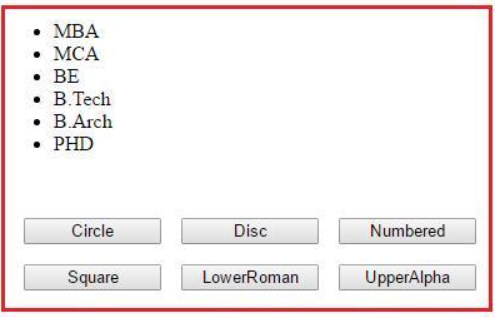 MBA
MCA
BE
B.Tech
B.Arch
PHD
Circle Disc Numbered
Square LowerRoman UpperAlpha